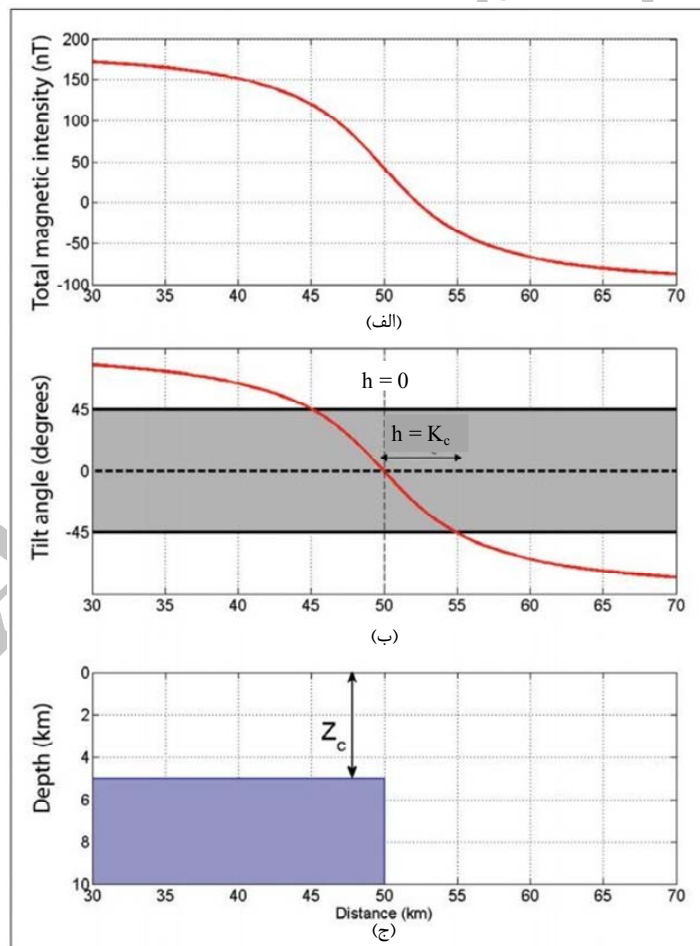 Total magnetic intensity (nT)
200
150
100
50
0
-50
-100
30 35 40 45 50 55 60 65 70
(الف)
Tilt angle (degrees)
h = 0
45
h = Kc
0
-45
30 35 40 45 50 55 60 65 70
(ب)
Depth (km)
0
2
Zc
4
6
8
10
30 35 40 45 50 55 60 65 70
Distance (km)
(ج)